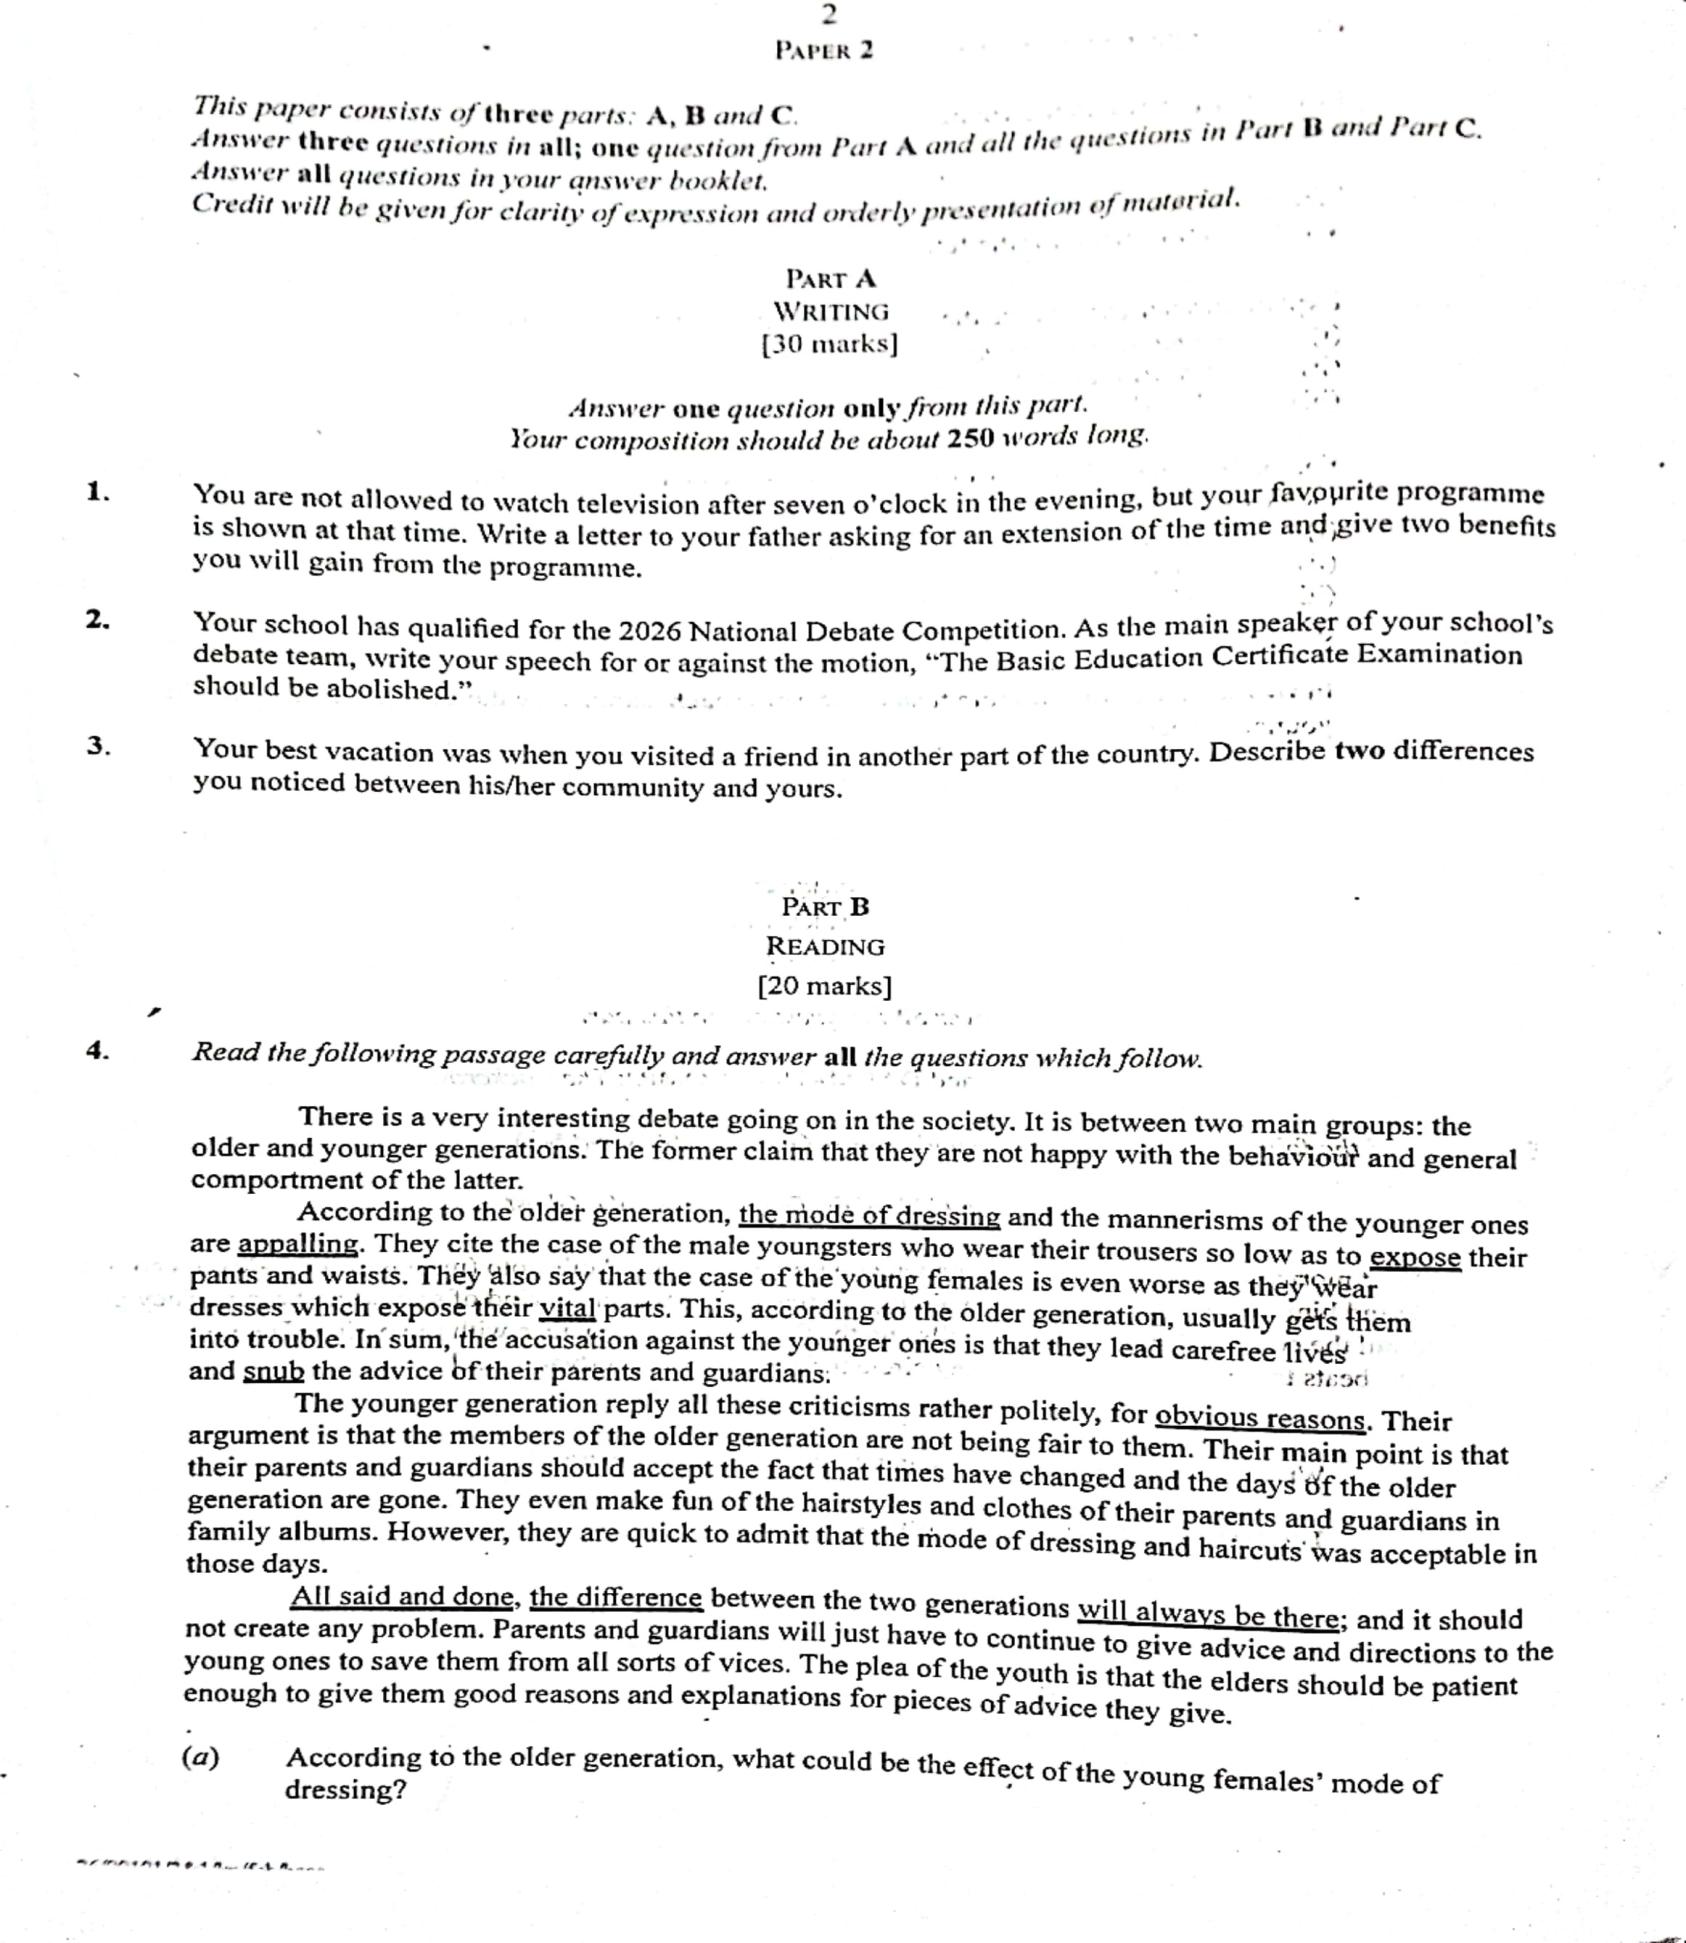 2
PAPER 2
This paper consists of three parts: A, B and C.
Answer three questions in all; one question from Part A and all the questions in Part B and Part C.
Answer all questions in your answer booklet.
Credit will be given for clarity of expression and orderly presentation of material.
PART A
WRITING
[30 marks]
Answer one question only from this part.
Your composition should be about 250 words long.
1. You are not allowed to watch television after seven o'clock in the evening, but your favourite programme
is shown at that time. Write a letter to your father asking for an extension of the time and give two benefits
you will gain from the programme.
2. Your school has qualified for the 2026 National Debate Competition. As the main speaker of your school's
debate team, write your speech for or against the motion, "The Basic Education Certificate Examination
should be abolished."
3. Your best vacation was when you visited a friend in another part of the country. Describe two differences
you noticed between his/her community and yours.
PART B
READING
[20 marks]
4. Read the following passage carefully and answer all the questions which follow.
There is a very interesting debate going on in the society. It is between two main groups: the
older and younger generations. The former claim that they are not happy with the behaviour and general
comportment of the latter.
According to the older generation, the mode of dressing and the mannerisms of the younger ones
are appalling. They cite the case of the male youngsters who wear their trousers so low as to expose their
pants and waists. They also say that the case of the young females is even worse as they wear
dresses which expose their vital parts. This, according to the older generation, usually gets them
into trouble. In sum, the accusation against the younger ones is that they lead carefree lives
and snub the advice of their parents and guardians.
The younger generation reply all these criticisms rather politely, for obvious reasons. Their
argument is that the members of the older generation are not being fair to them. Their main point is that
their parents and guardians should accept the fact that times have changed and the days of the older
generation are gone. They even make fun of the hairstyles and clothes of their parents and guardians in
family albums. However, they are quick to admit that the mode of dressing and haircuts was acceptable in
those days.
All said and done, the difference between the two generations will always be there; and it should
not create any problem. Parents and guardians will just have to continue to give advice and directions to the
young ones to save them from all sorts of vices. The plea of the youth is that the elders should be patient
enough to give them good reasons and explanations for pieces of advice they give.
(a) According to the older generation, what could be the effect of the young females' mode of
dressing?